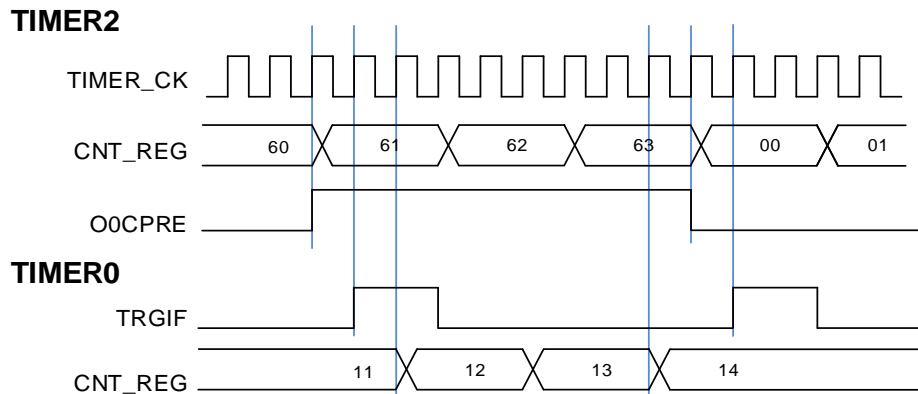 TIMER2
TIMER_CK
CNT_REG 60 61 62 63 00 01
O0CPRE
TIMER0
TRGIF
CNT_REG 11 12 13 14